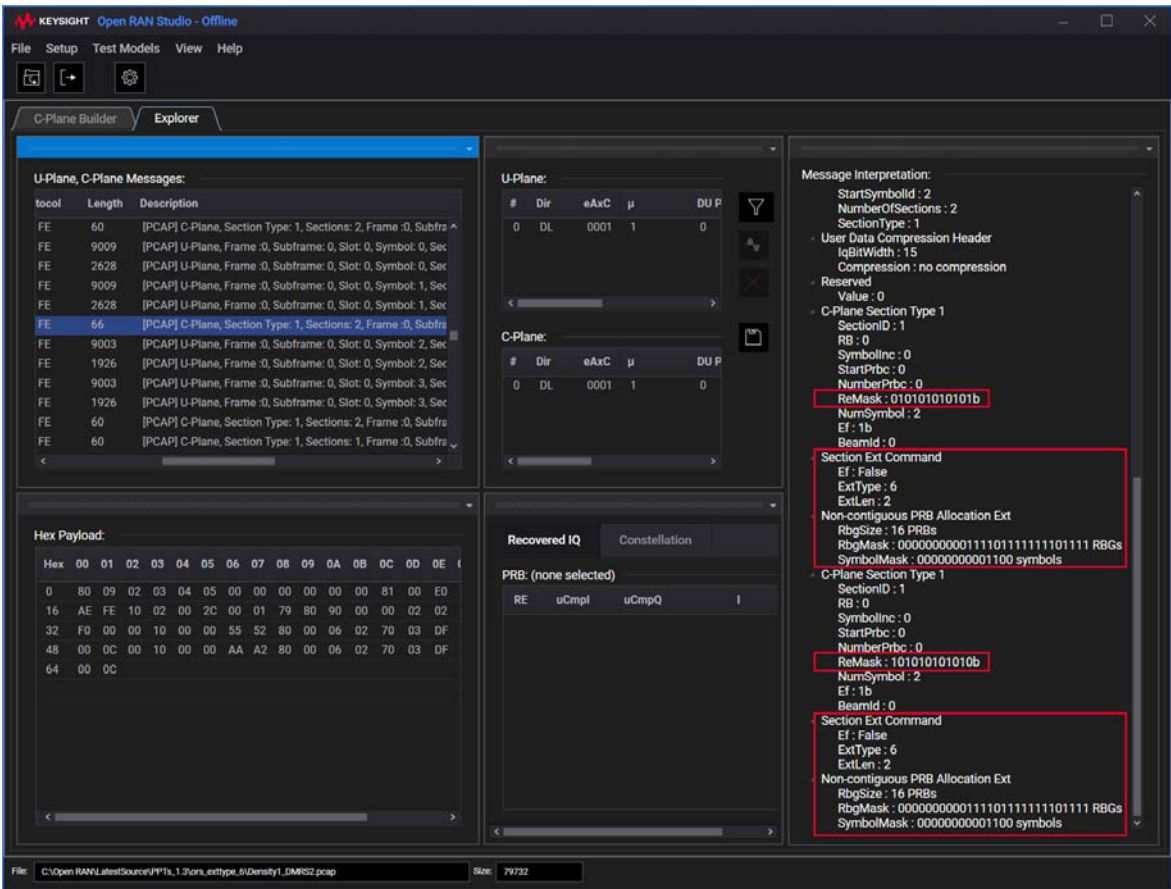 KEYSIGHT Open RAN Studio - Offline
File Setup Test Models View Help
C-Plane Builder Explorer
U-Plane, C-Plane Messages:
tocol Length Description
FE 60 [PCAP] C-Plane, Section Type: 1, Sections: 2, Frame :0, Subfra
FE 9009 [PCAP] U-Plane, Frame :0, Subframe: 0, Slot: 0, Symbol: 0, Sec
FE 2628 [PCAP] U-Plane, Frame :0, Subframe: 0, Slot: 0, Symbol: 0, Sec
FE 9009 [PCAP] U-Plane, Frame :0, Subframe: 0, Slot: 0, Symbol: 1, Sec
FE 2628 [PCAP] U-Plane, Frame :0, Subframe: 0, Slot: 0, Symbol: 1, Sec
FE 66 [PCAP] C-Plane, Section Type: 1, Sections: 2, Frame :0, Subfra
FE 9003 [PCAP] U-Plane, Frame :0, Subframe: 0, Slot: 0, Symbol: 2, Sec
FE 1926 [PCAP] U-Plane, Frame :0, Subframe: 0, Slot: 0, Symbol: 2, Sec
FE 9003 [PCAP] U-Plane, Frame :0, Subframe: 0, Slot: 0, Symbol: 3, Sec
FE 1926 [PCAP] U-Plane, Frame :0, Subframe: 0, Slot: 0, Symbol: 3, Sec
FE 60 [PCAP] C-Plane, Section Type: 1, Sections: 2, Frame :0, Subfra
FE 60 [PCAP] C-Plane, Section Type: 1, Sections: 1, Frame :0, Subfra
U-Plane:
# Dir eAxC µ DU P
0 DL 0001 1 0
C-Plane:
# Dir eAxC µ DU P
0 DL 0001 1 0
Hex Payload:
Hex 00 01 02 03 04 05 06 07 08 09 0A 0B 0C 0D 0E
0 80 09 02 03 04 05 00 00 00 00 00 00 81 00 E0
16 AE FE 10 02 00 2C 00 01 79 80 90 00 00 02 02
32 F0 00 00 10 00 00 55 52 80 00 06 02 70 03 DF
48 00 0C 00 10 00 00 AA A2 80 00 06 02 70 03 DF
64 00 0C
Recovered IQ Constellation
PRB: (none selected)
RE uCmpI uCmpQ I
Message Interpretation:
StartSymbolId : 2
NumberOfSections : 2
SectionType : 1
User Data Compression Header
IqBitWidth : 15
Compression : no compression
Reserved
Value : 0
C-Plane Section Type 1
SectionID : 1
RB : 0
SymbolInc : 0
StartPrbc : 0
NumberPrbc : 0
ReMask : 010101010101b
NumSymbol : 2
Ef : 1b
BeamId : 0
Section Ext Command
Ef : False
ExtType : 6
ExtLen : 2
Non-contiguous PRB Allocation Ext
RbgSize : 16 PRBs
RbgMask : 0000000000111101111111101111 RBGs
SymbolMask : 00000000001100 symbols
C-Plane Section Type 1
RB : 0
SymbolInc : 0
StartPrbc : 0
NumberPrbc : 0
ReMask : 101010101010b
NumSymbol : 2
Ef : 1b
BeamId : 0
Section Ext Command
Ef : False
ExtType : 6
ExtLen : 2
Non-contiguous PRB Allocation Ext
RbgSize : 16 PRBs
RbgMask : 0000000000111101111111101111 RBGs
SymbolMask : 00000000001100 symbols
File: C:\Open RAN\LatestSource\PPTs_1.3\ors_exttype_6\Density1_DMRS2.pcap Size: 79732